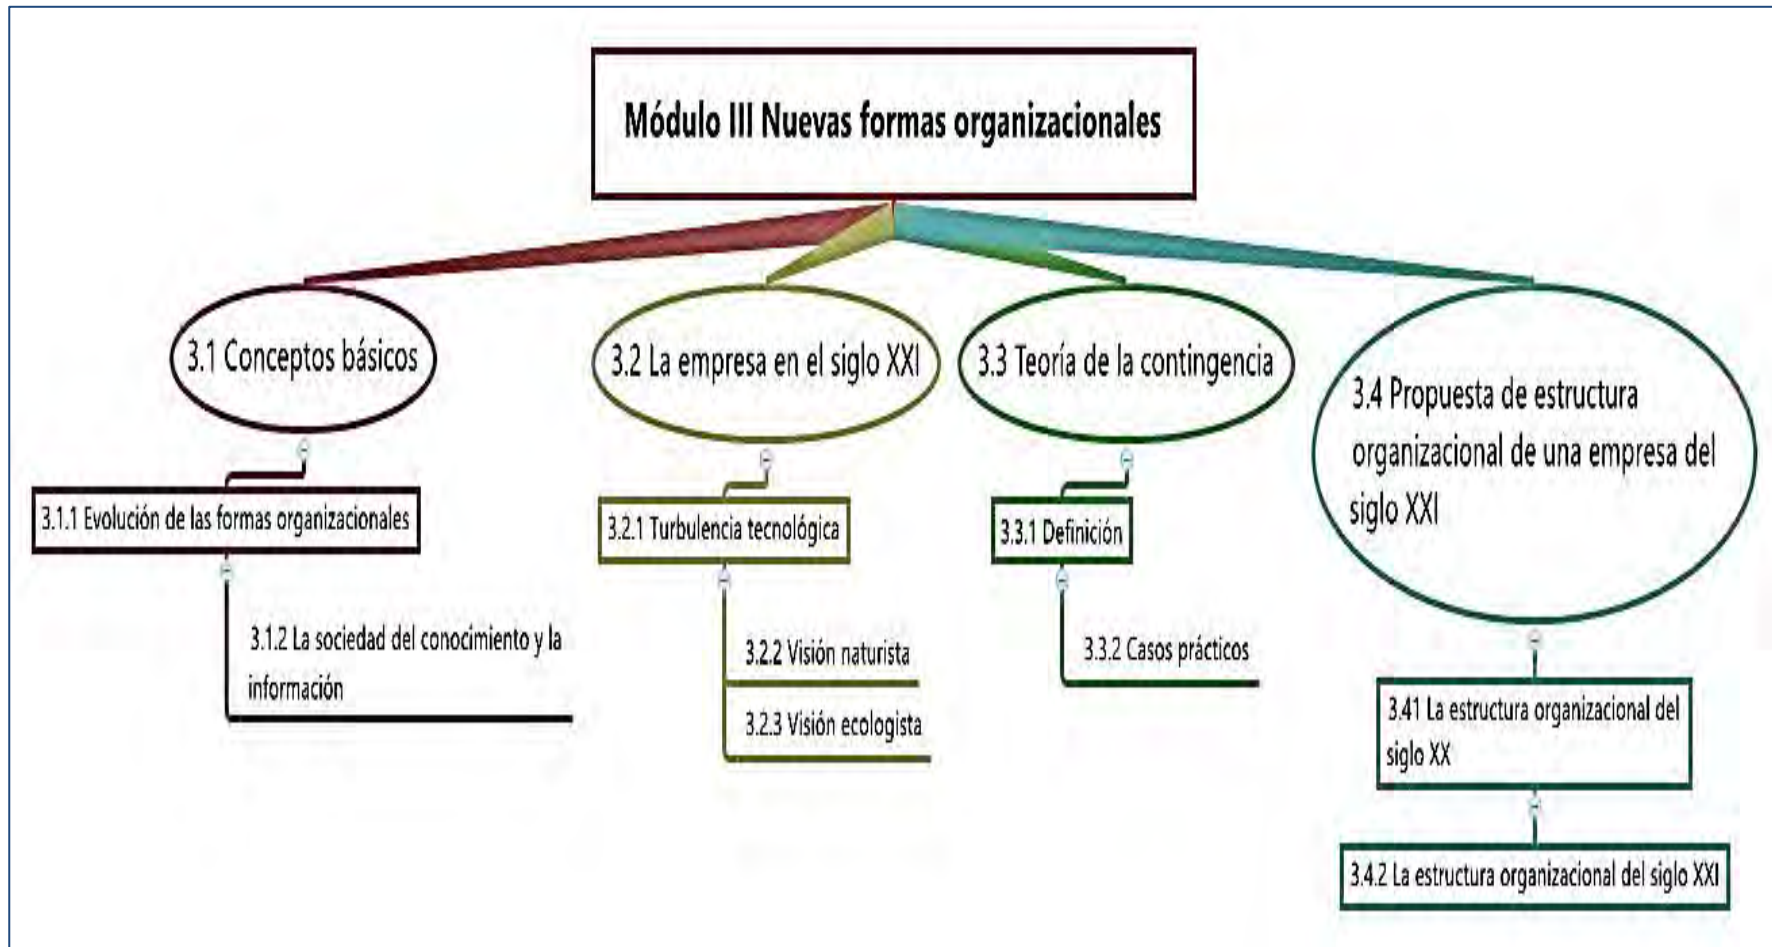 Módulo III Nuevas formas organizacionales
3.1 Conceptos básicos
3.1.1 Evolución de las formas organizacionales
3.1.2 La sociedad del conocimiento y la
información
3.2 La empresa en el siglo XXI
3.2.1 Turbulencia tecnológica
3.2.2 Visión naturista
3.2.3 Visión ecologista
3.3 Teoría de la contingencia
3.3.1 Definición
3.3.2 Casos prácticos
3.4 Propuesta de estructura
organizacional de una empresa del
siglo XXI
3.41 La estructura organizacional del
siglo XX
3.4.2 La estructura organizacional del siglo XXI